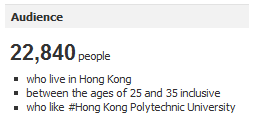 Audience
22,840 people
who live in Hong Kong
between the ages of 25 and 35 inclusive
who like #Hong Kong Polytechnic University